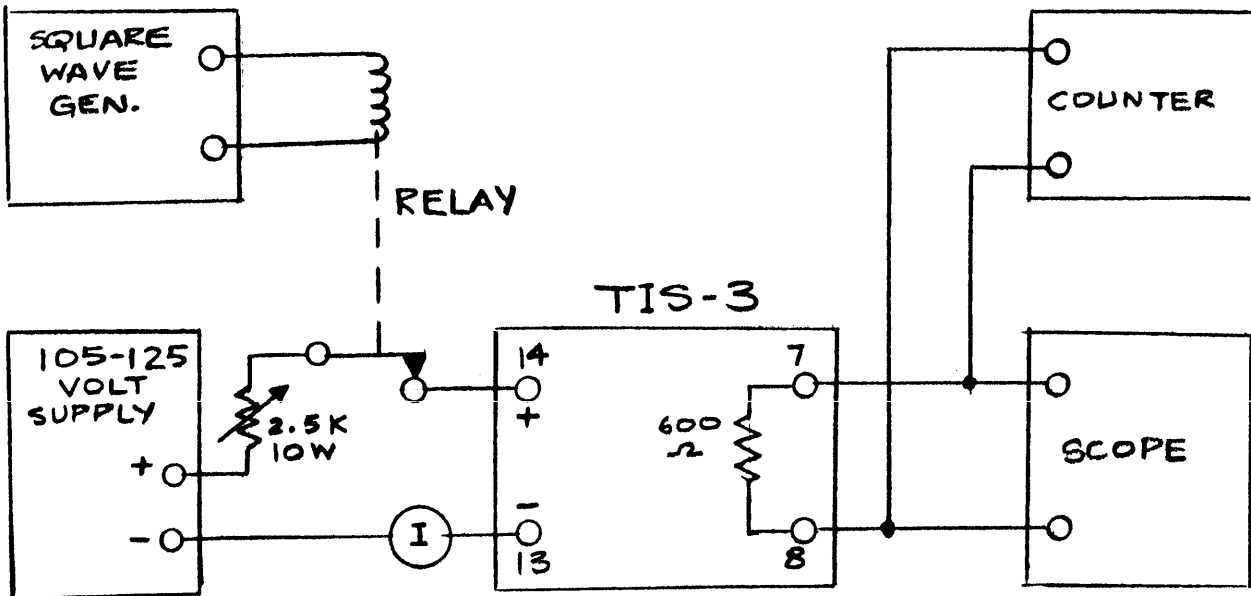 SQUARE
WAVE
GEN.
RELAY
COUNTER
TIS-3
105-125
VOLT
SUPPLY
+
-
2.5K
10W
I
14
+
-
13
600
Ω
7
8
SCOPE